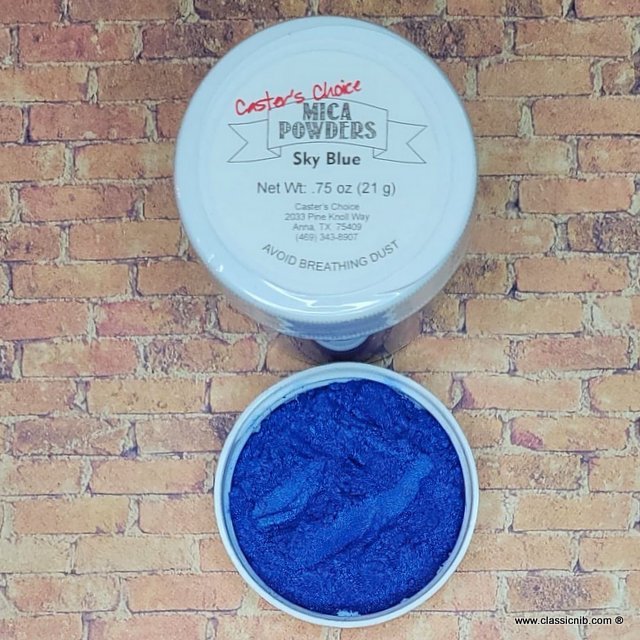 Caster's Choice
MICA
POWDERS
Sky Blue
Net Wt: .75 oz (21 g)
Caster's Choice
2033 Pine Knoll Way
Anna, TX 75409
(469) 343-8907
AVOID BREATHING DUST
www.classicnib.com ®